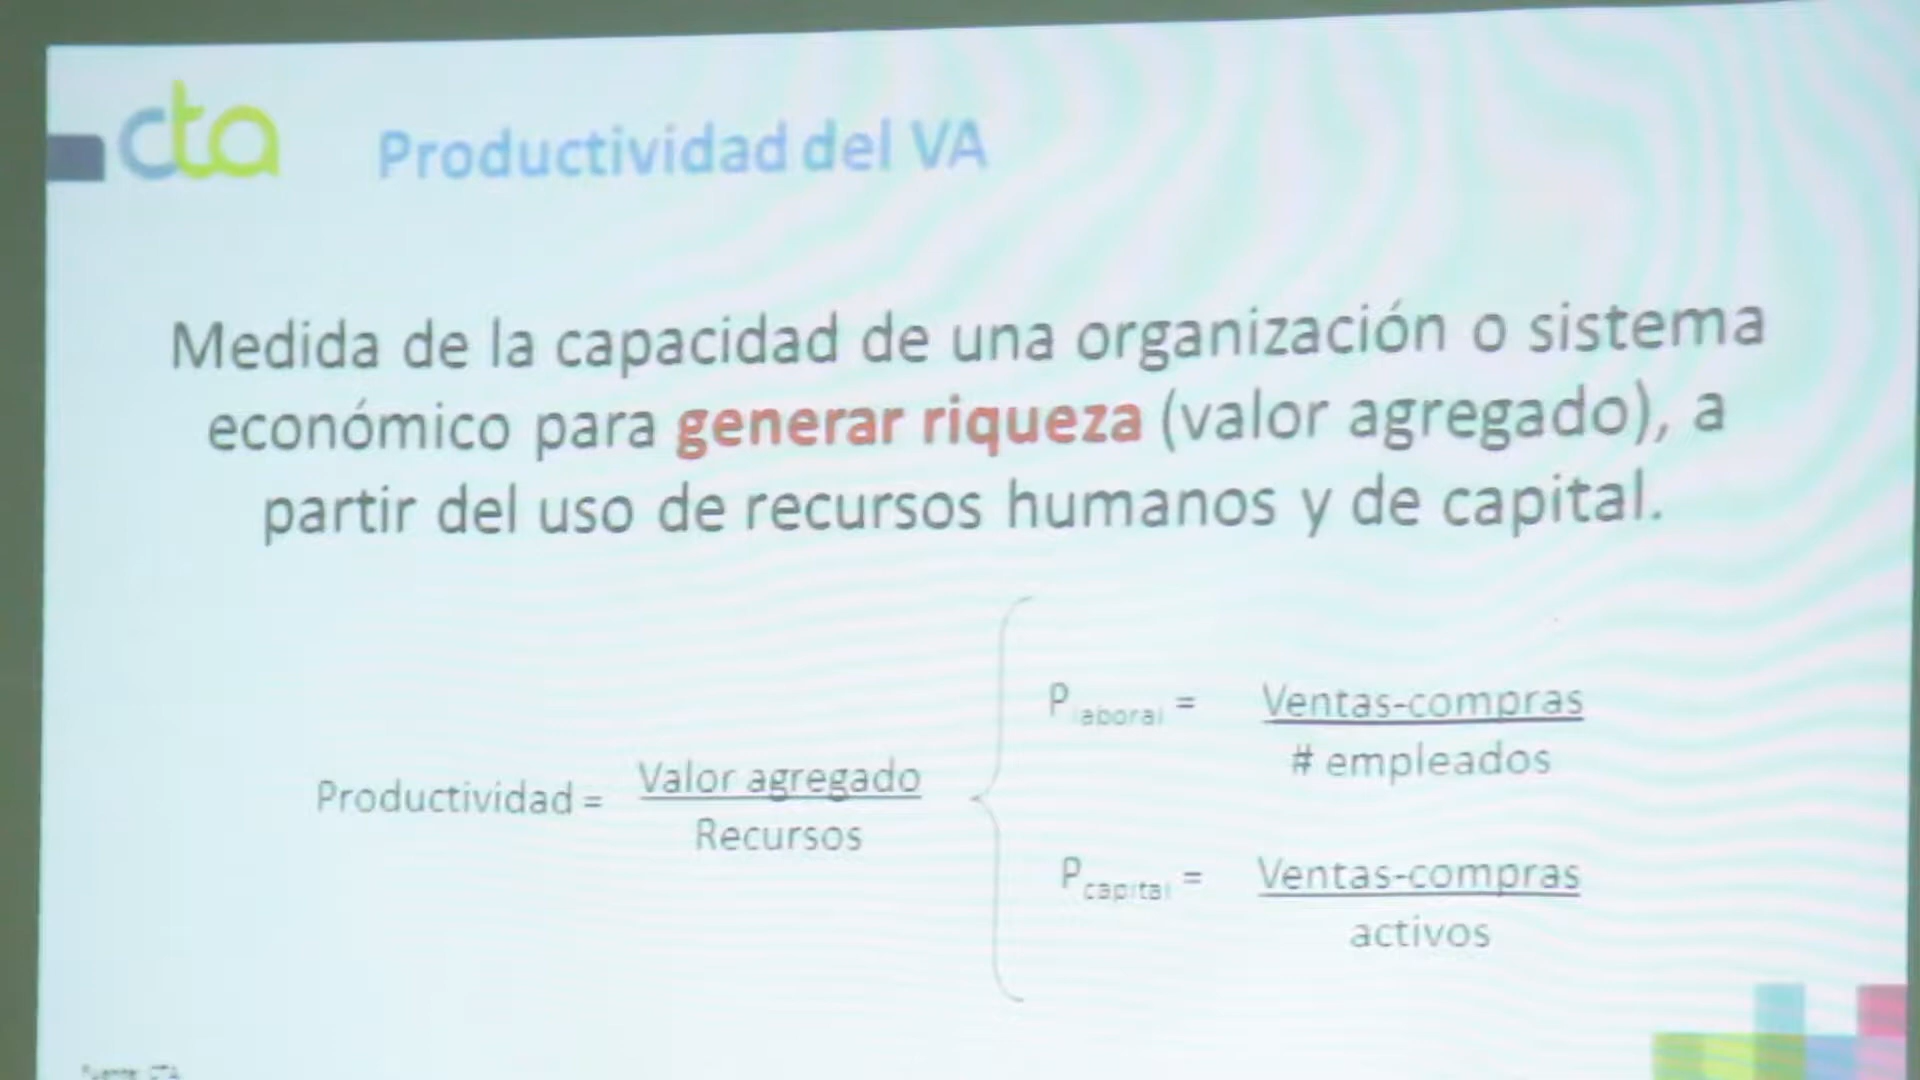 cta
Productividad del VA
Medida de la capacidad de una organización o sistema
económico para generar riqueza (valor agregado), a
partir del uso de recursos humanos y de capital.
Productividad = Valor agregado
Recursos
P laboral = Ventas-compras
# empleados
P capital = Ventas-compras
activos
Fuente: CTA